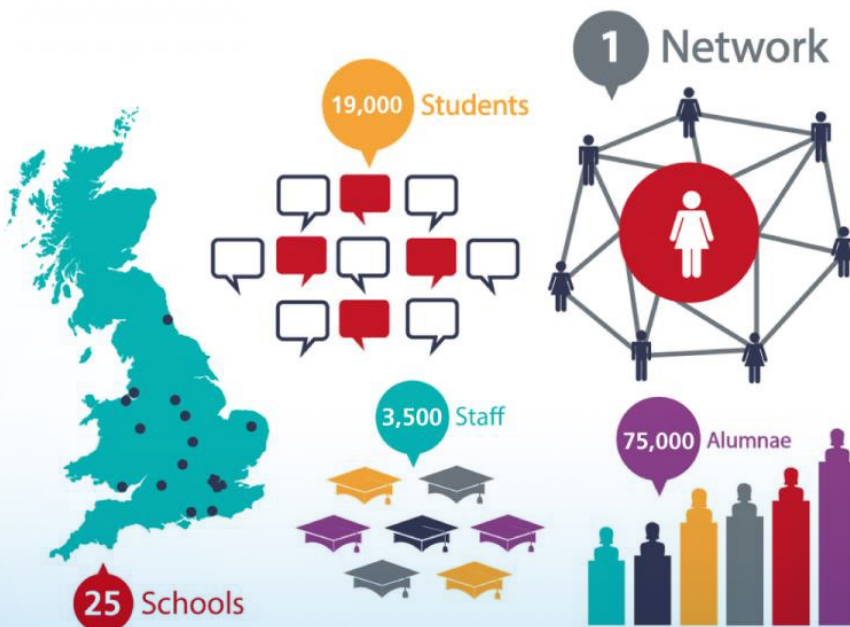 1 Network
19,000 Students
3,500 Staff
75,000 Alumnae
25 Schools